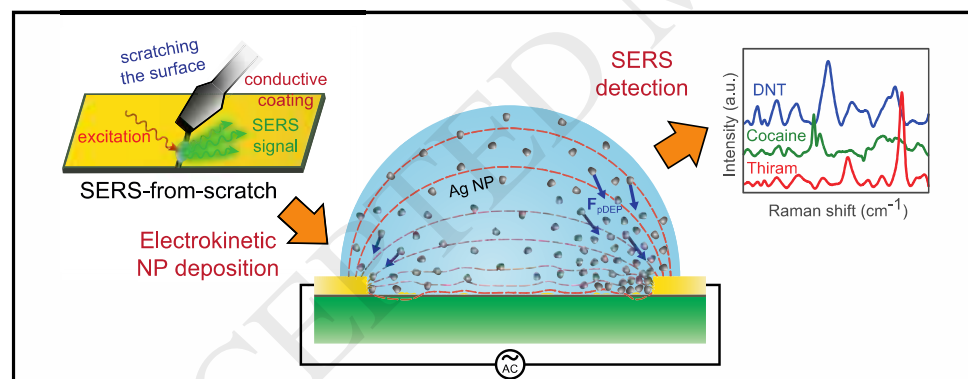 scratching
the surface
conductive
coating
excitation
SERS
signal
SERS-from-scratch
Electrokinetic
NP deposition
Ag NP
FpDEP
AC
SERS
detection
Intensity (a.u.)
DNT
Cocaine
Thiram
Raman shift (cm⁻¹)